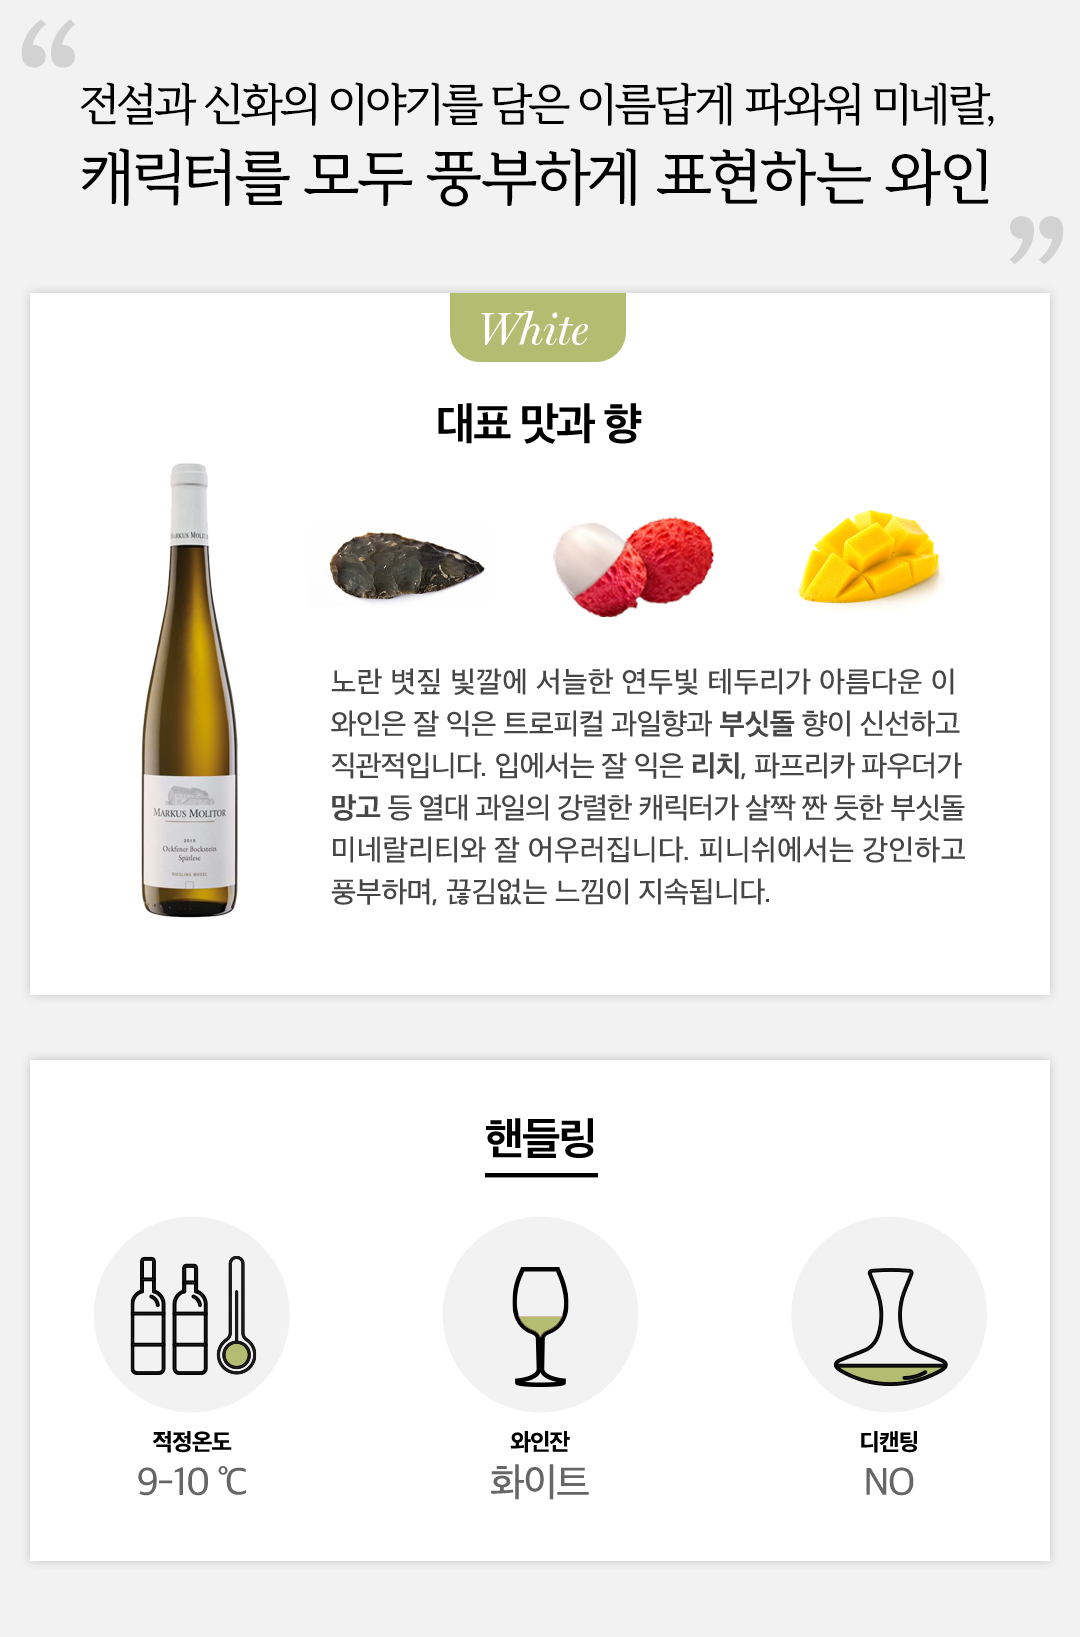 “
전설과 신화의 이야기를 담은 이름답게 파와워 미네랄,
캐릭터를 모두 풍부하게 표현하는 와인
”
White
대표 맛과 향
MARKUS MOLIT
노란 볏짚 빛깔에 서늘한 연두빛 테두리가 아름다운 이
와인은 잘 익은 트로피컬 과일향과 부싯돌 향이 신선하고
직관적입니다. 입에서는 잘 익은 리치, 파프리카 파우더가
망고 등 열대 과일의 강렬한 캐릭터가 살짝 짠 듯한 부싯돌
미네랄리티와 잘 어우러집니다. 피니쉬에서는 강인하고
풍부하며, 끊김없는 느낌이 지속됩니다.
MARKUS MOLITOR
Ockfener Bockstein
Spätlese
RIESLING MOSEL
핸들링
적정온도
9-10 ℃
와인잔
화이트
디캔팅
NO